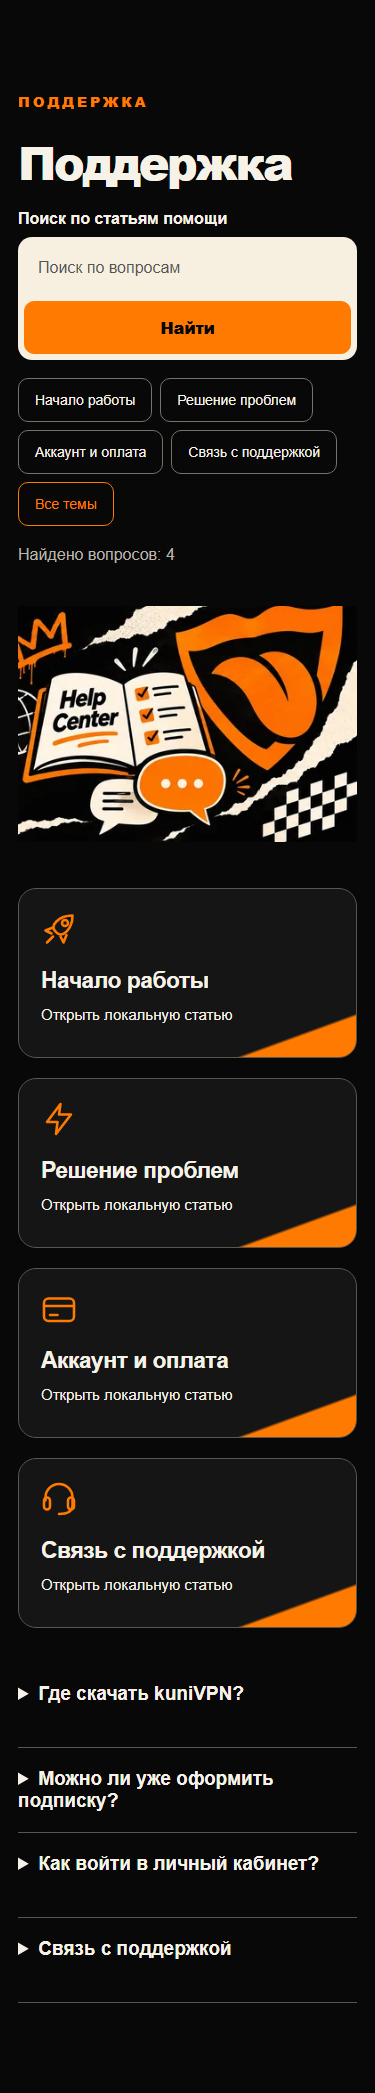 ПОДДЕРЖКА
Поддержка
Поиск по статьям помощи
Поиск по вопросам
Найти
Начало работы
Решение проблем
Аккаунт и оплата
Связь с поддержкой
Все темы
Найдено вопросов: 4
Help
Center
Начало работы
Открыть локальную статью
Решение проблем
Открыть локальную статью
Аккаунт и оплата
Открыть локальную статью
Связь с поддержкой
Открыть локальную статью
Где скачать kuniVPN?
Можно ли уже оформить
подписку?
Как войти в личный кабинет?
Связь с поддержкой